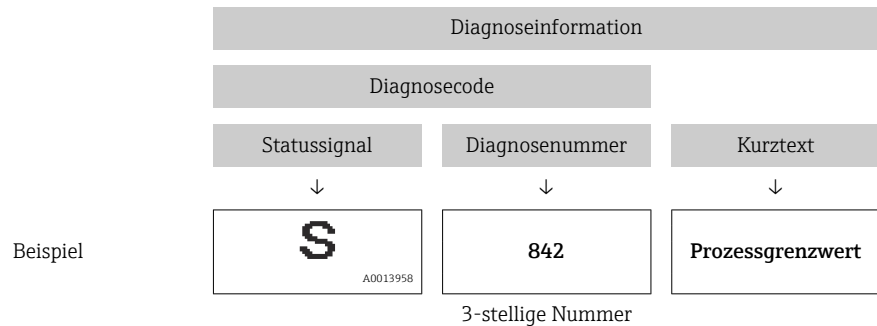 Diagnoseinformation
Diagnosecode
Statussignal Diagnosenummer Kurztext
↓ ↓ ↓
Beispiel S 842 Prozessgrenzwert
A0013958
3-stellige Nummer